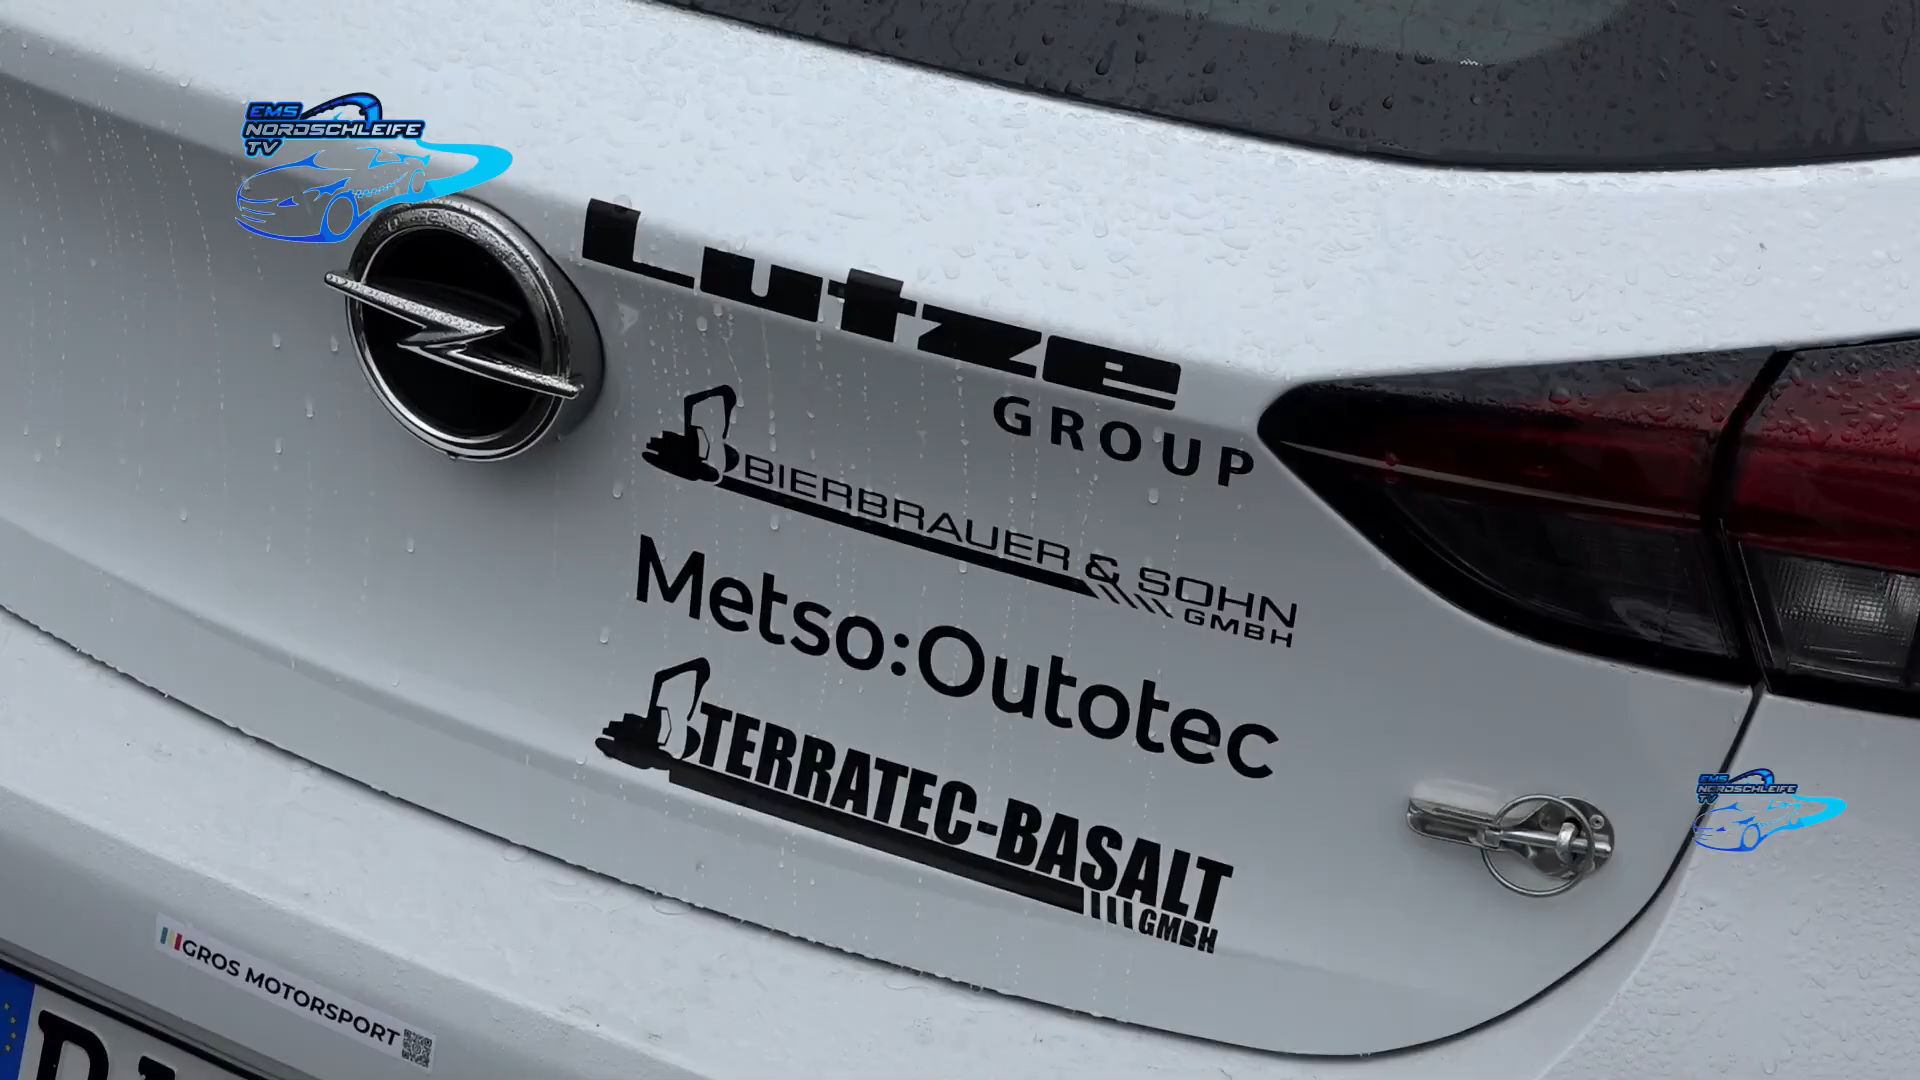 EMS
NORDSCHLEIFE
TV
Lutze
GROUP
BIERBRAUER & SOHN
GMBH
Metso:Outotec
TERRATEC-BASALT
GMBH
EMS
NORDSCHLEIFE
TV
GROS MOTORSPORT